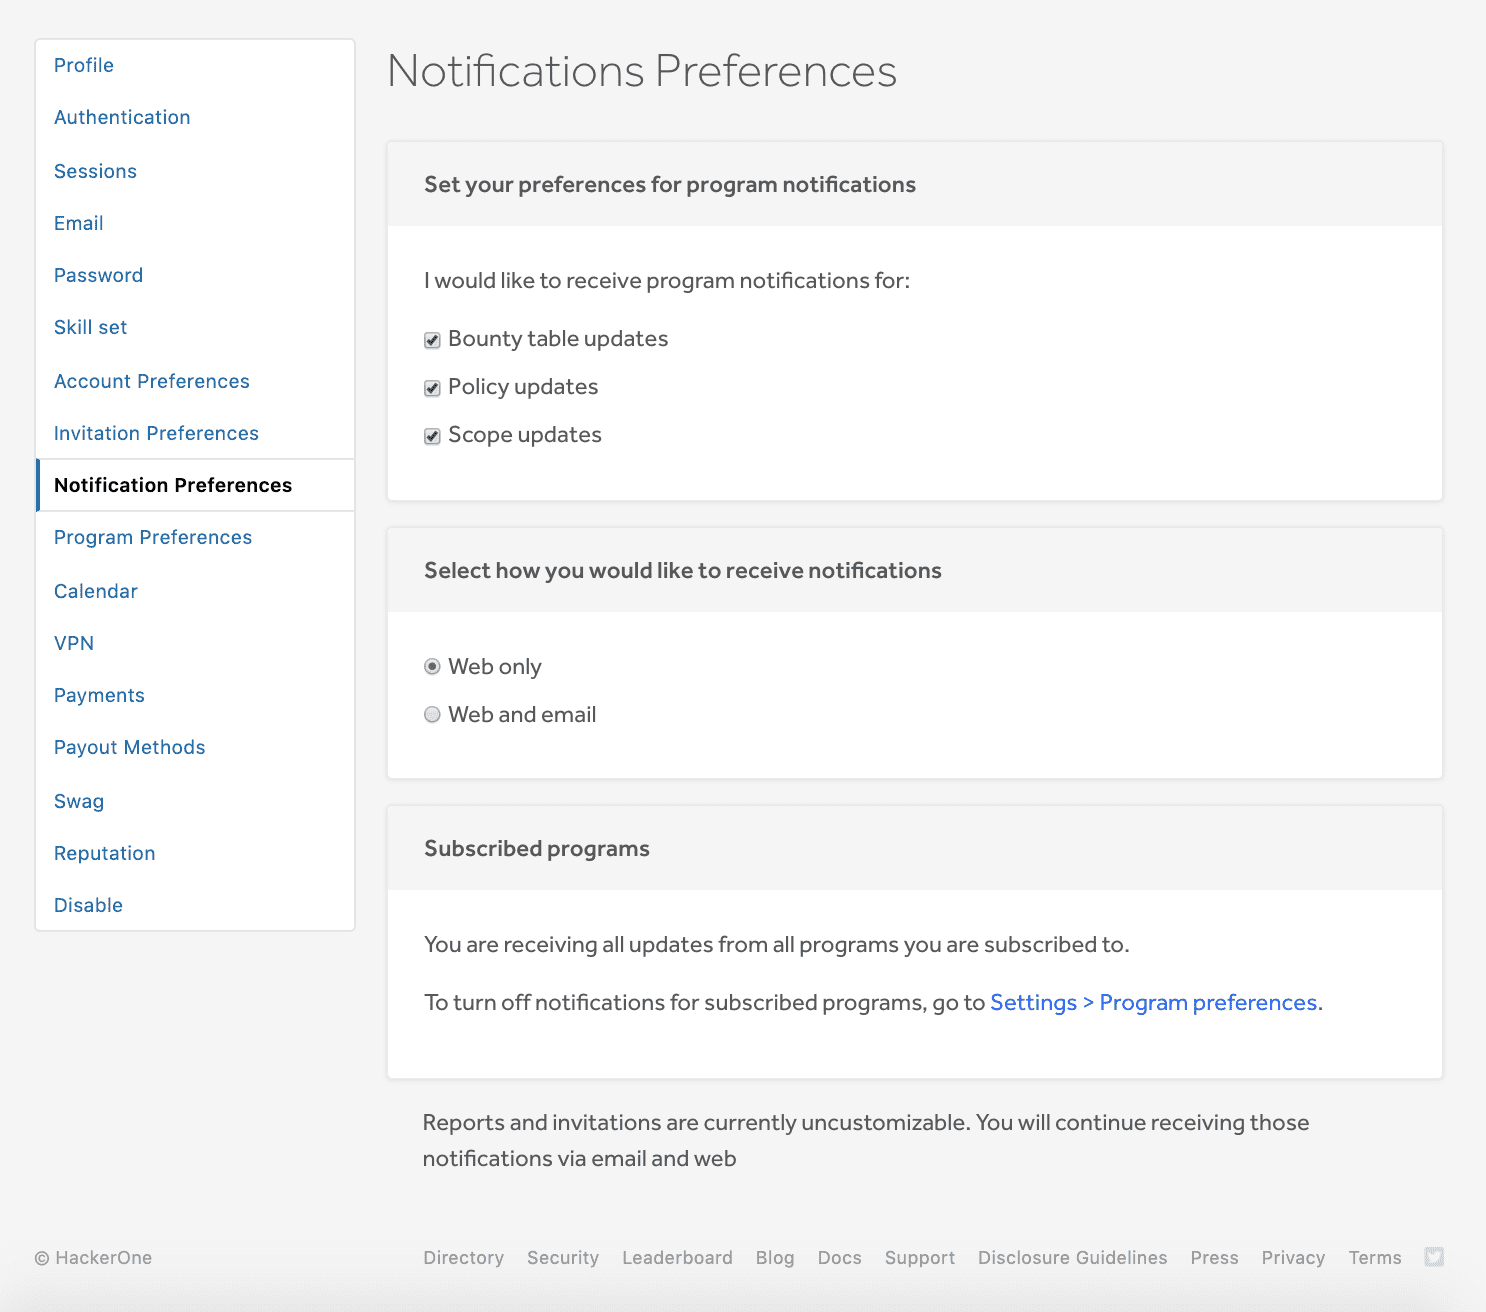 Profile
Authentication
Sessions
Email
Password
Skill set
Account Preferences
Invitation Preferences
Notification Preferences
Program Preferences
Calendar
VPN
Payments
Payout Methods
Swag
Reputation
Disable
Notifications Preferences
Set your preferences for program notifications
I would like to receive program notifications for:
Bounty table updates
Policy updates
Scope updates
Select how you would like to receive notifications
Web only
Web and email
Subscribed programs
You are receiving all updates from all programs you are subscribed to.
To turn off notifications for subscribed programs, go to Settings > Program preferences.
Reports and invitations are currently uncustomizable. You will continue receiving those
notifications via email and web
© HackerOne
Directory Security Leaderboard Blog Docs Support Disclosure Guidelines Press Privacy Terms